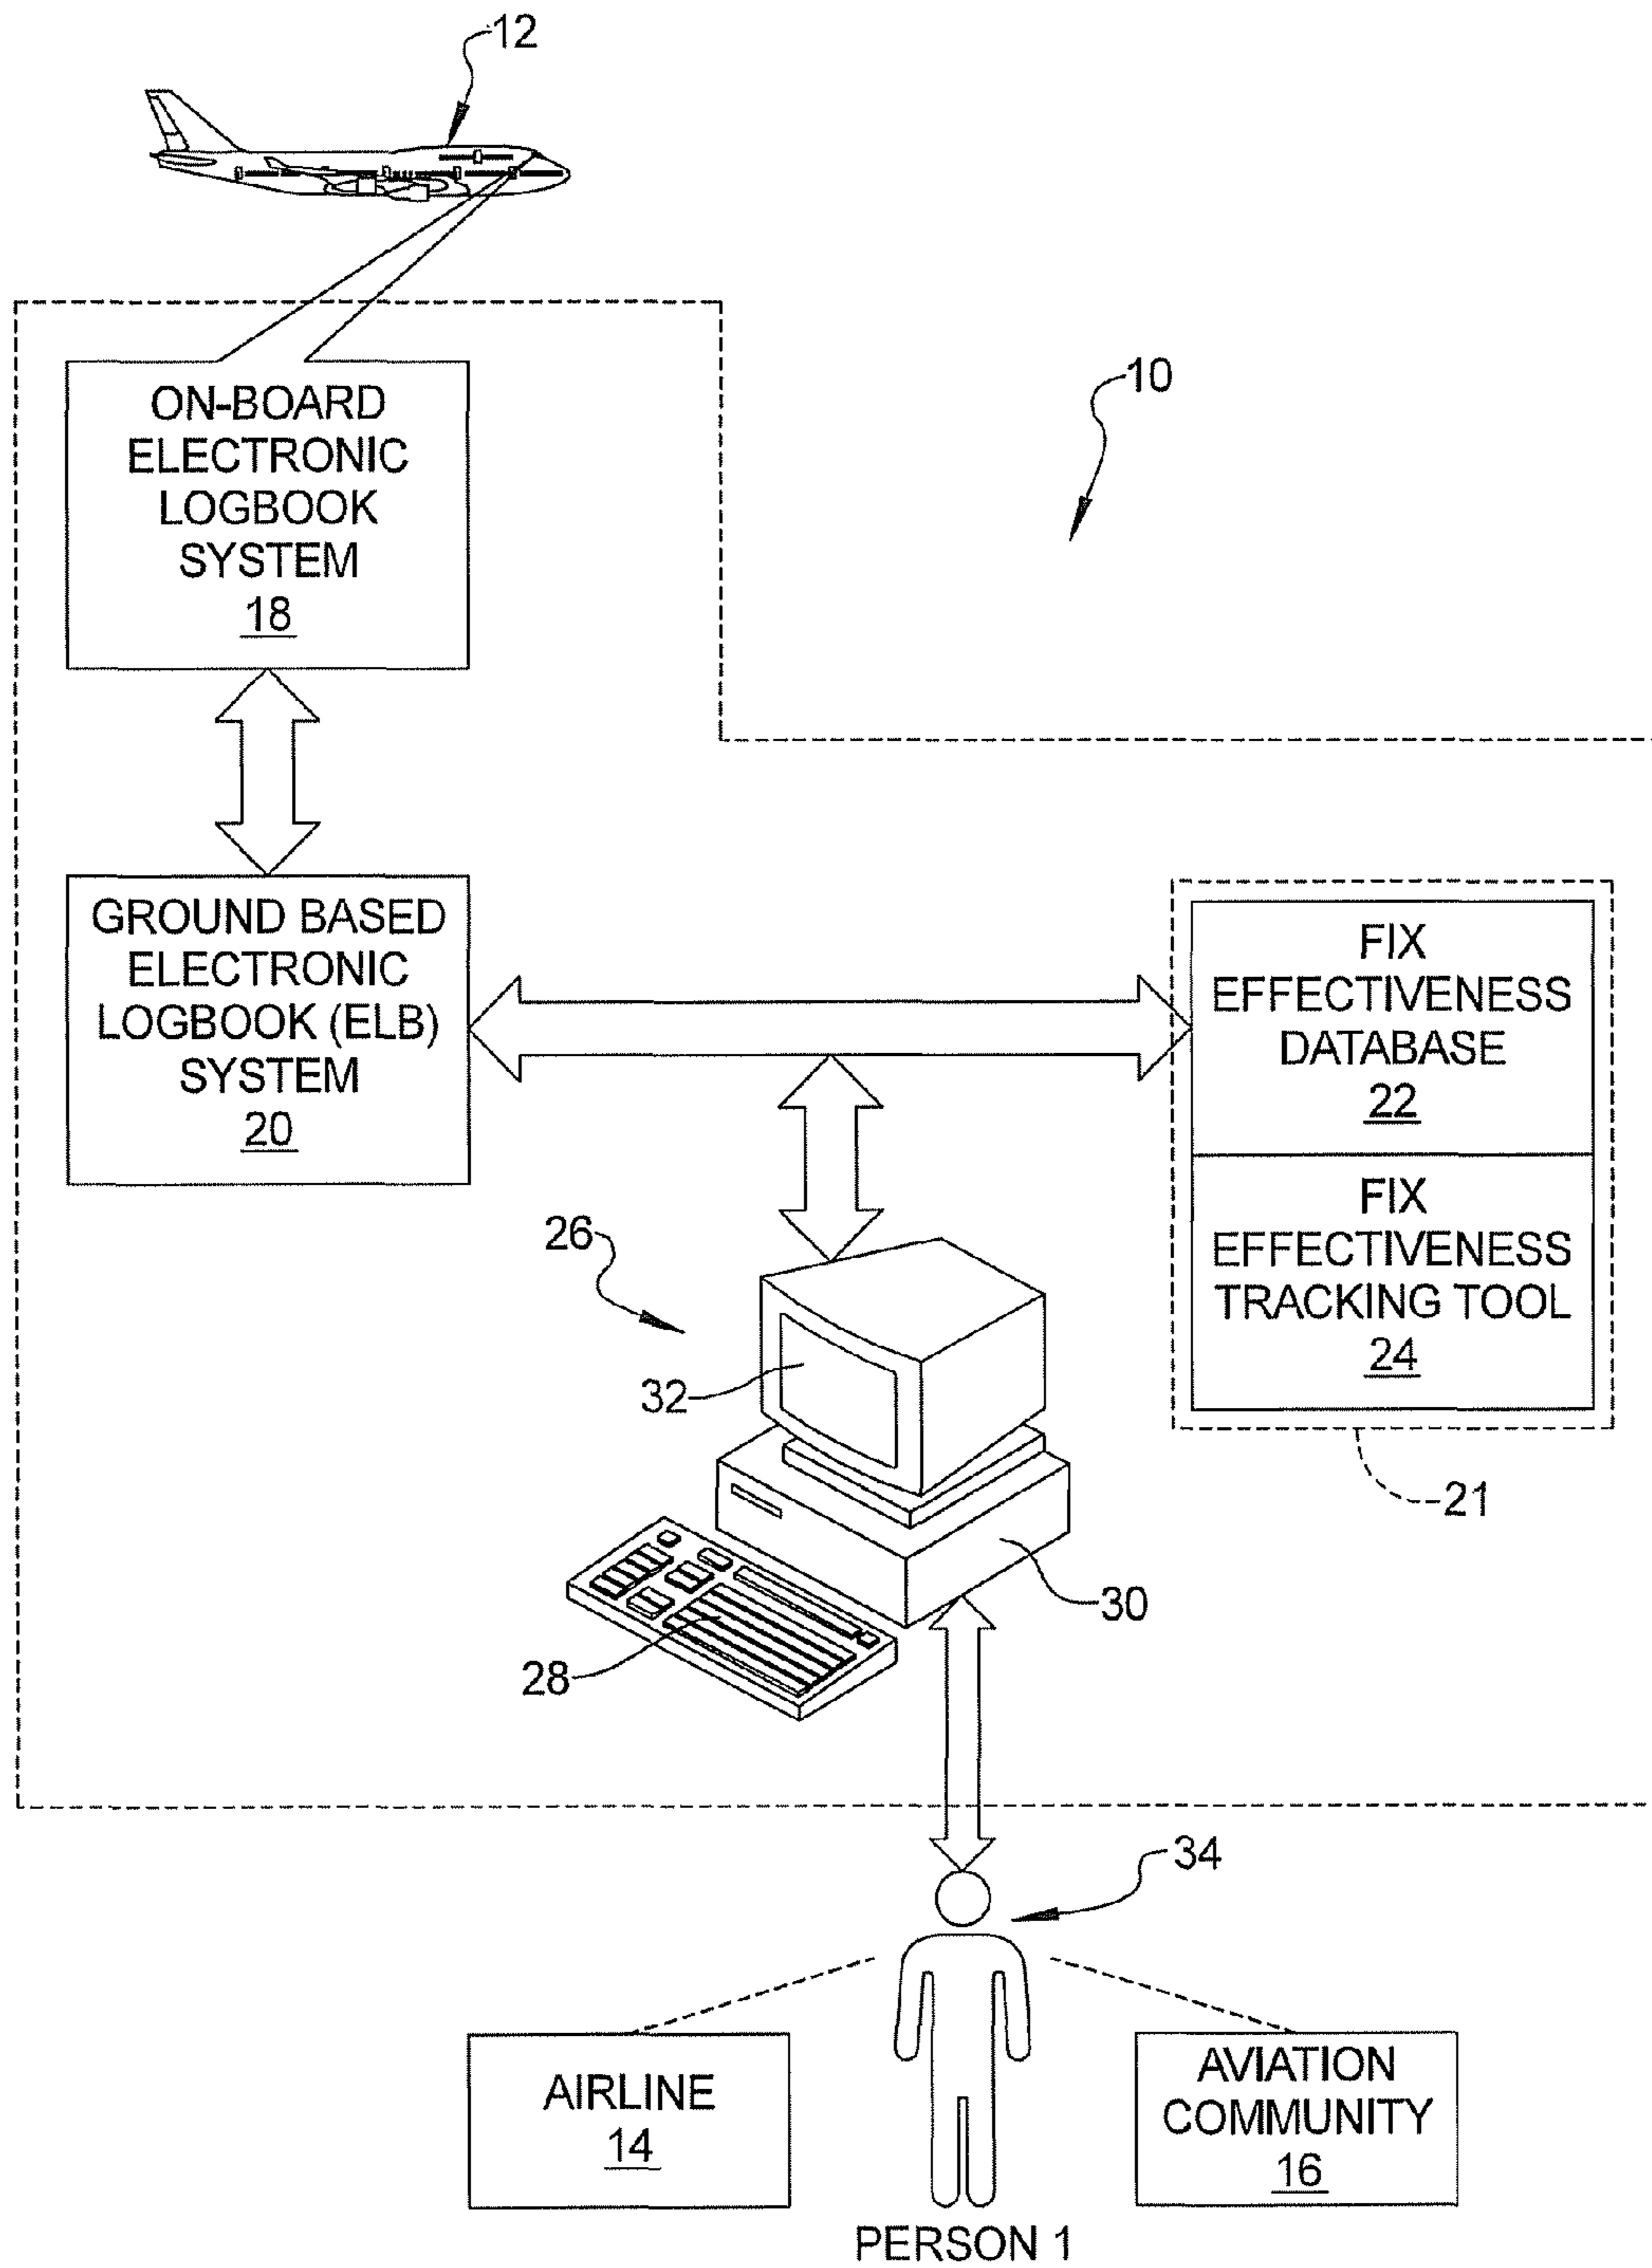 12
10
ON-BOARD
ELECTRONIC
LOGBOOK
SYSTEM
18
GROUND BASED
ELECTRONIC
LOGBOOK (ELB)
SYSTEM
20
FIX
EFFECTIVENESS
DATABASE
22
FIX
EFFECTIVENESS
TRACKING TOOL
24
21
26
32
30
28
34
AIRLINE
14
AVIATION
COMMUNITY
16
PERSON 1